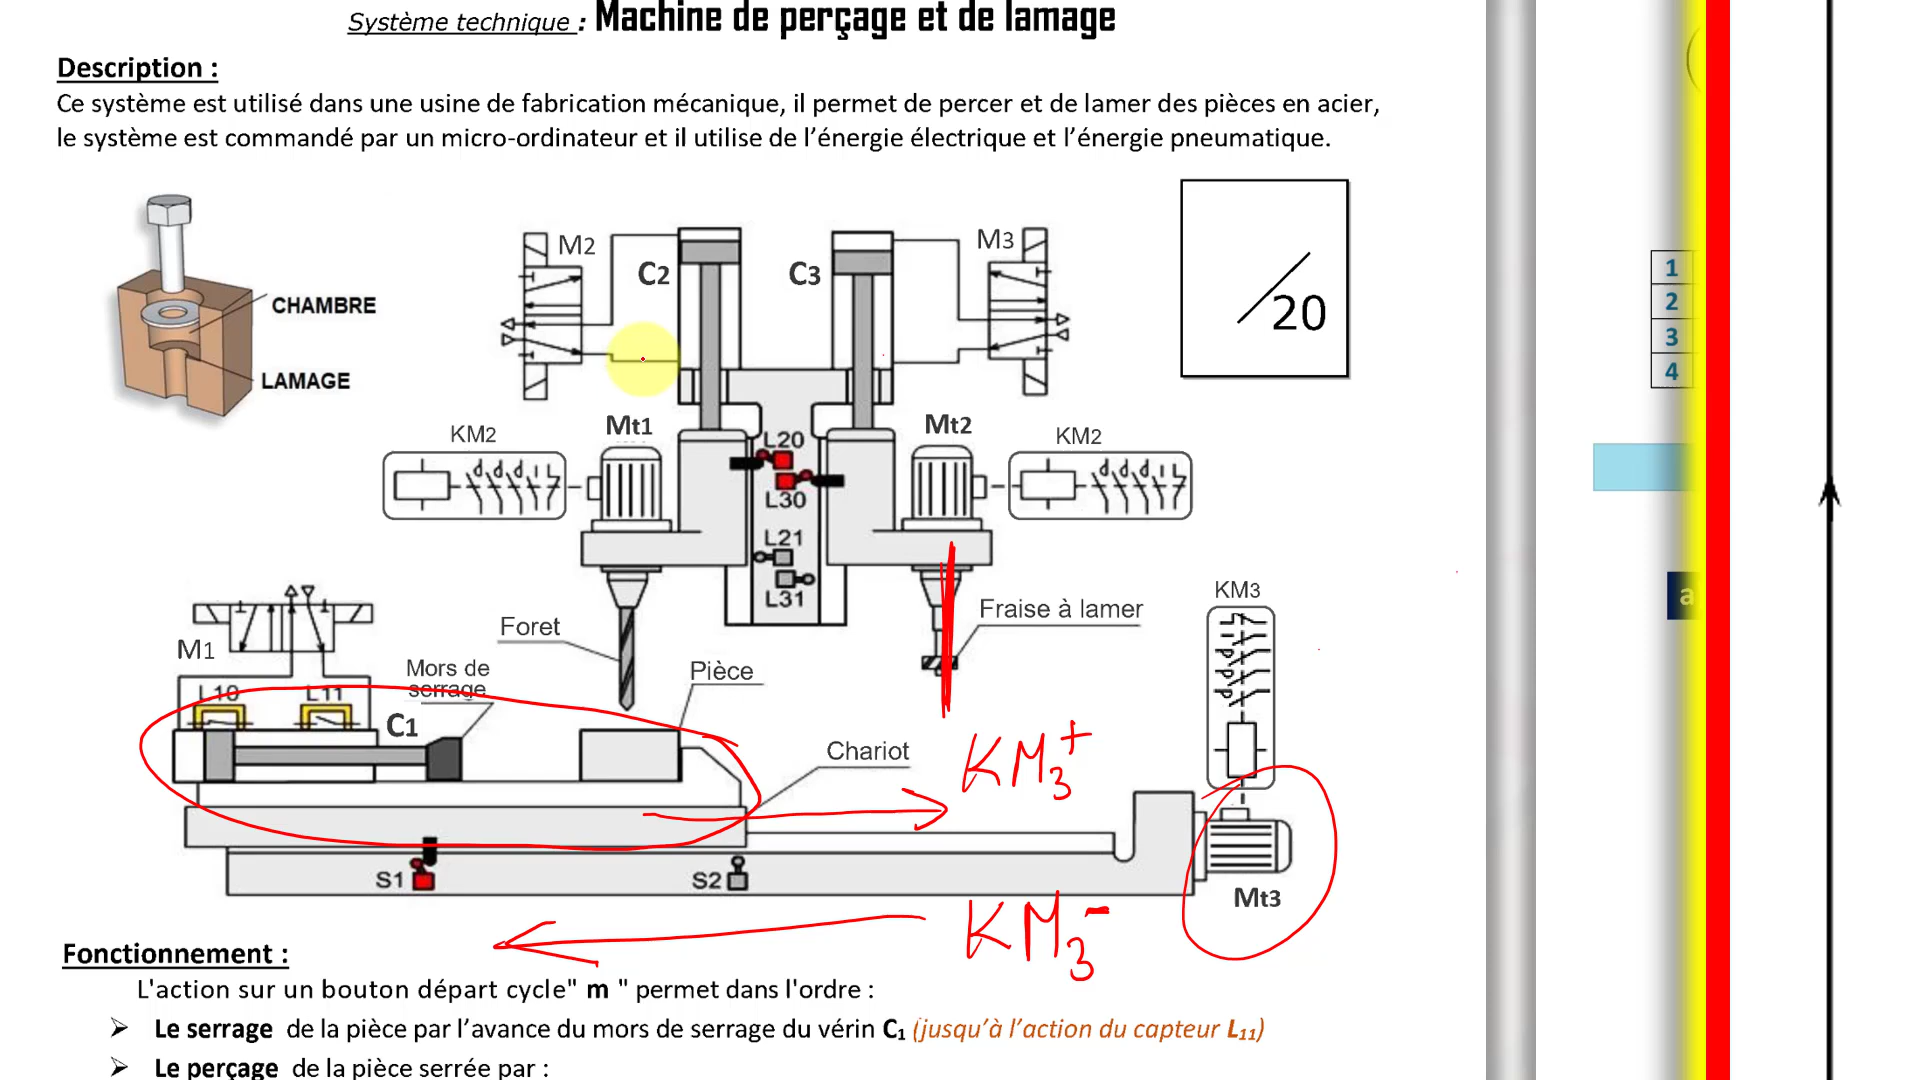 Système technique : Machine de perçage et de lamage
Description :
Ce système est utilisé dans une usine de fabrication mécanique, il permet de percer et de lamer des pièces en acier,
le système est commandé par un micro-ordinateur et il utilise de l’énergie électrique et l’énergie pneumatique.
CHAMBRE
LAMAGE
M2
C2
C3
M3
/20
1
2
3
4
KM2
Mt1
L20
L30
Mt2
KM2
L21
L31
Foret
Fraise à lamer
KM3
a
M1
L10
L11
Mors de
serrage
C1
Pièce
Chariot
KM3+
S1
S2
Mt3
KM3-
Fonctionnement :
L'action sur un bouton départ cycle" m " permet dans l'ordre :
➢ Le serrage de la pièce par l’avance du mors de serrage du vérin C1 (jusqu’à l’action du capteur L11)
➢ Le perçage de la pièce serrée par :